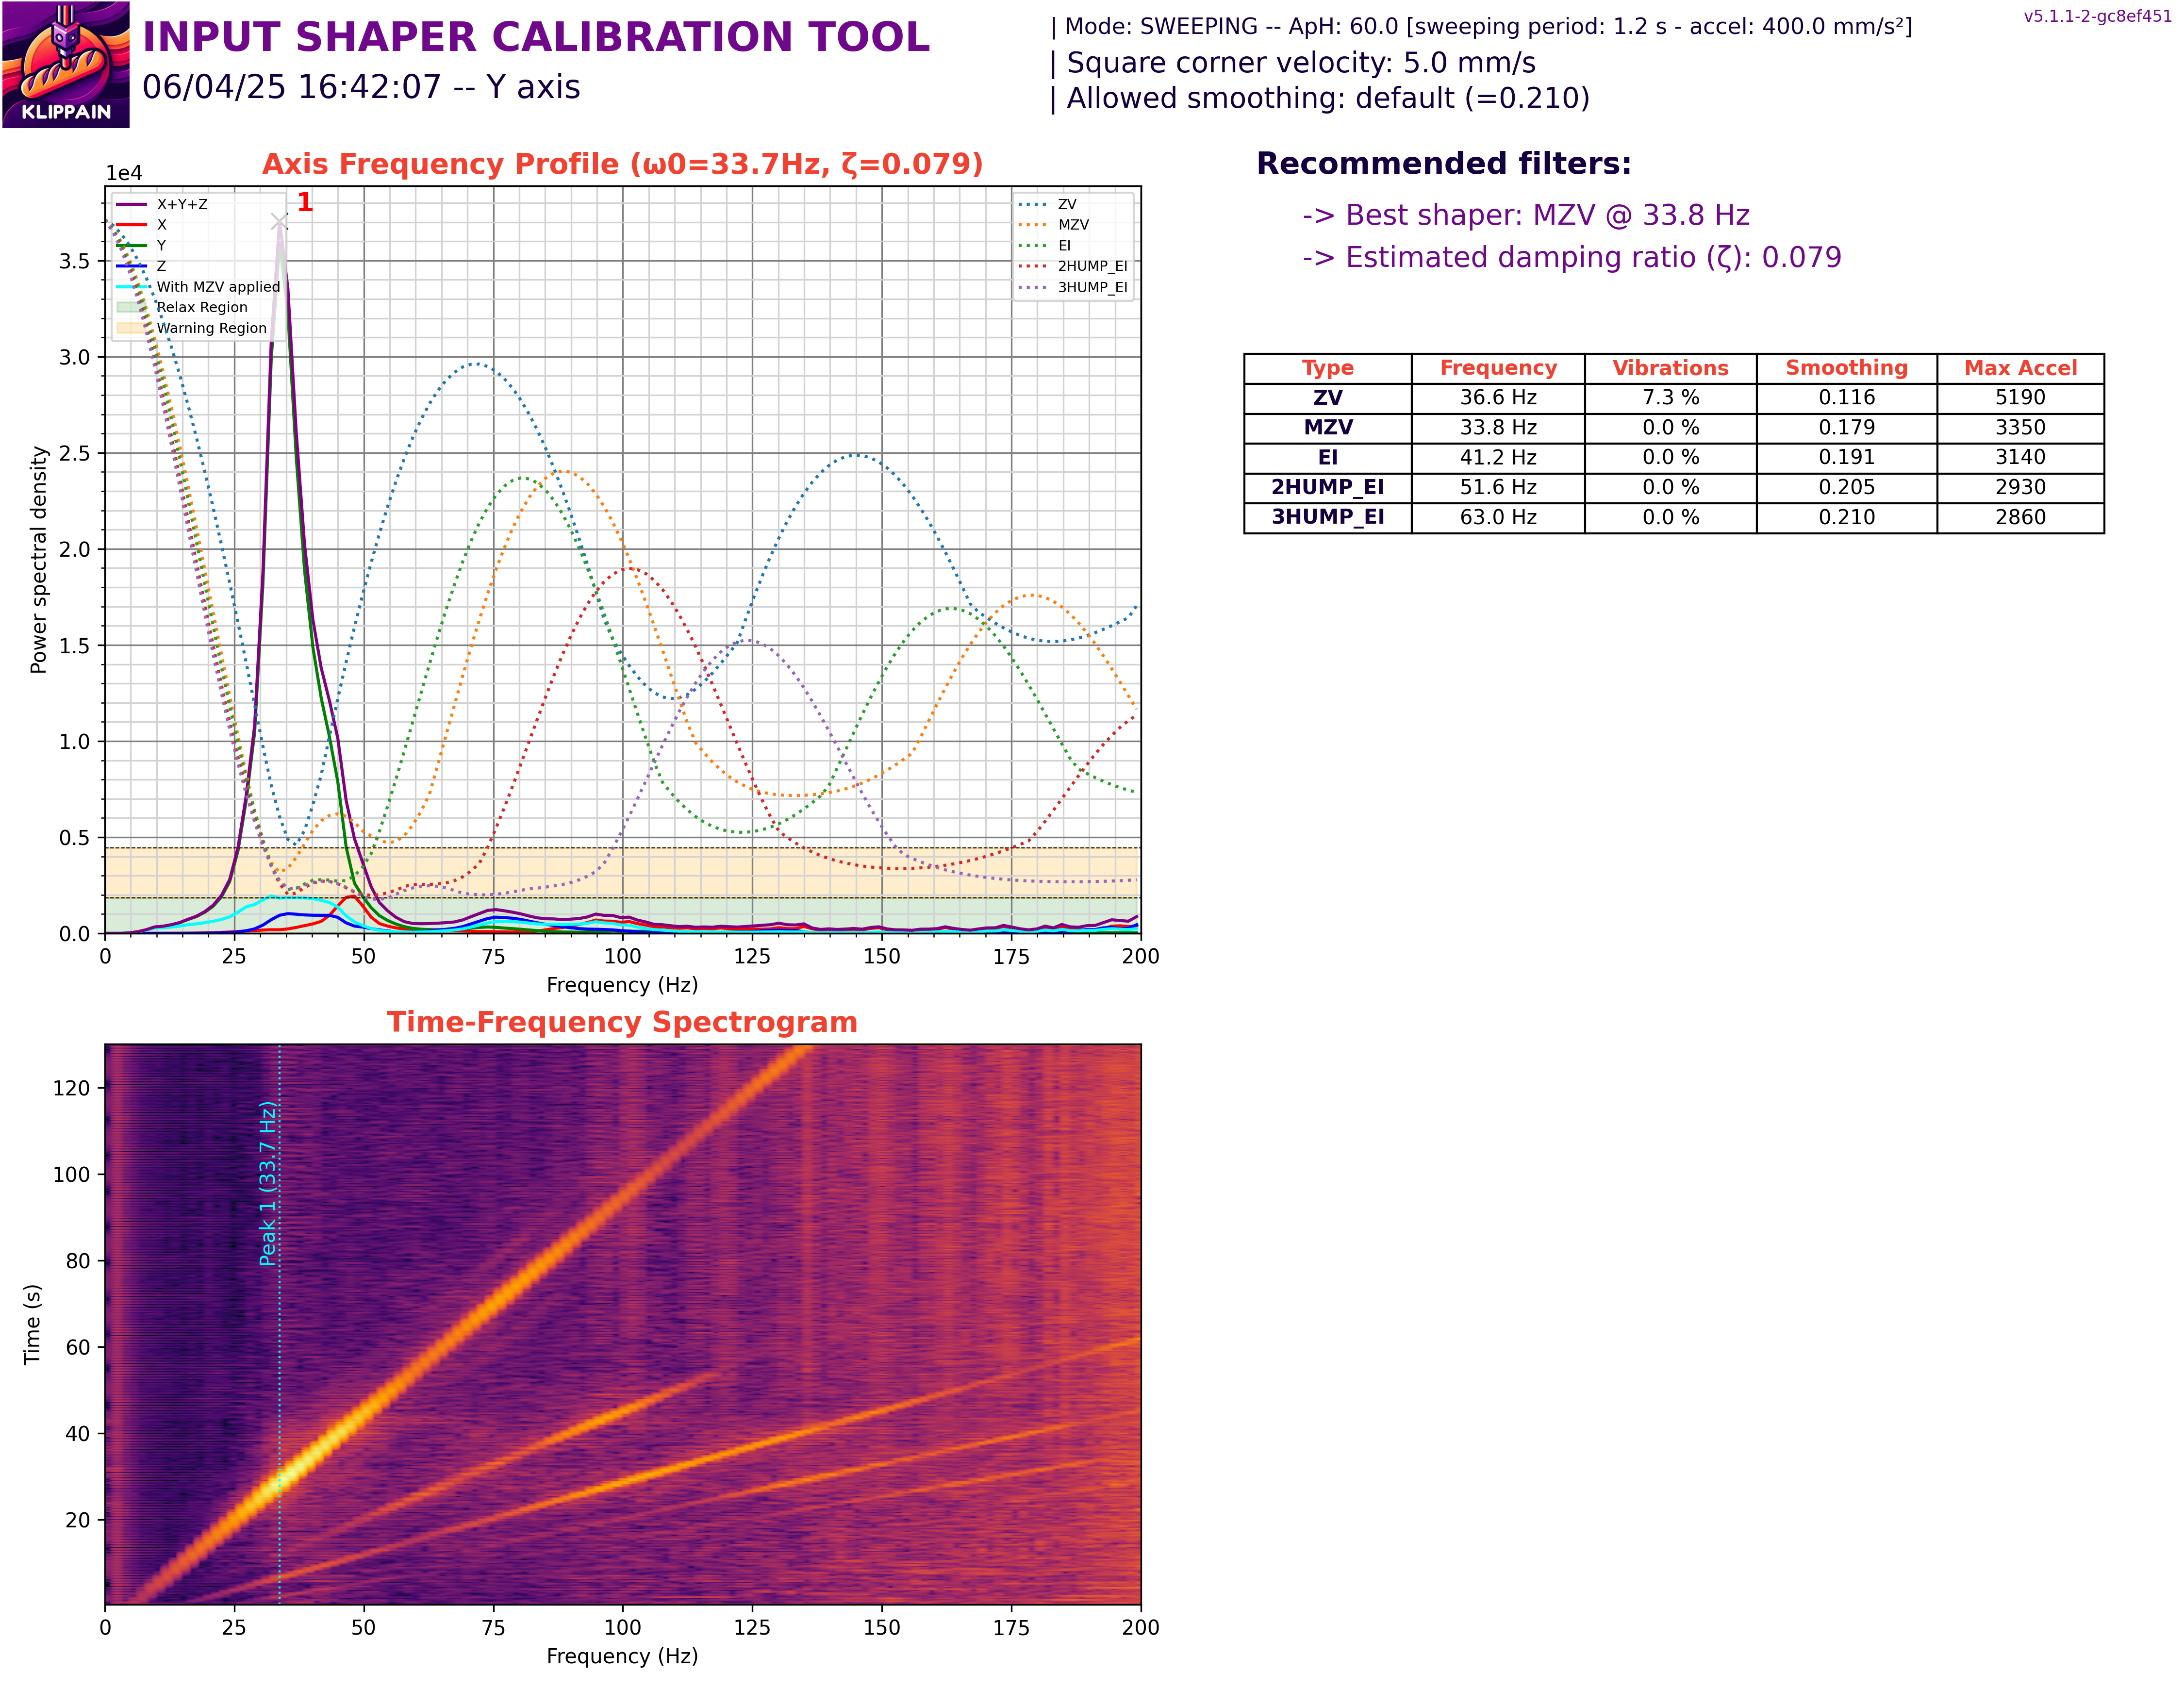 KLIPPAIN
INPUT SHAPER CALIBRATION TOOL
06/04/25 16:42:07 -- Y axis
| Mode: SWEEPING -- ApH: 60.0 [sweeping period: 1.2 s - accel: 400.0 mm/s²]
| Square corner velocity: 5.0 mm/s
| Allowed smoothing: default (=0.210)
v5.1.1-2-gc8ef451
Axis Frequency Profile (ω0=33.7Hz, ζ=0.079)
1e4
1
X+Y+Z
X
Y
Z
With MZV applied
Relax Region
Warning Region
ZV
MZV
EI
2HUMP_EI
3HUMP_EI
3.5
3.0
2.5
2.0
1.5
1.0
0.5
0.0
Power spectral density
0 25 50 75 100 125 150 175 200
Frequency (Hz)
Recommended filters:
-> Best shaper: MZV @ 33.8 Hz
-> Estimated damping ratio (ζ): 0.079
Type Frequency Vibrations Smoothing Max Accel
ZV 36.6 Hz 7.3 % 0.116 5190
MZV 33.8 Hz 0.0 % 0.179 3350
EI 41.2 Hz 0.0 % 0.191 3140
2HUMP_EI 51.6 Hz 0.0 % 0.205 2930
3HUMP_EI 63.0 Hz 0.0 % 0.210 2860
Time-Frequency Spectrogram
Peak 1 (33.7 Hz)
120
100
80
60
40
20
Time (s)
0 25 50 75 100 125 150 175 200
Frequency (Hz)